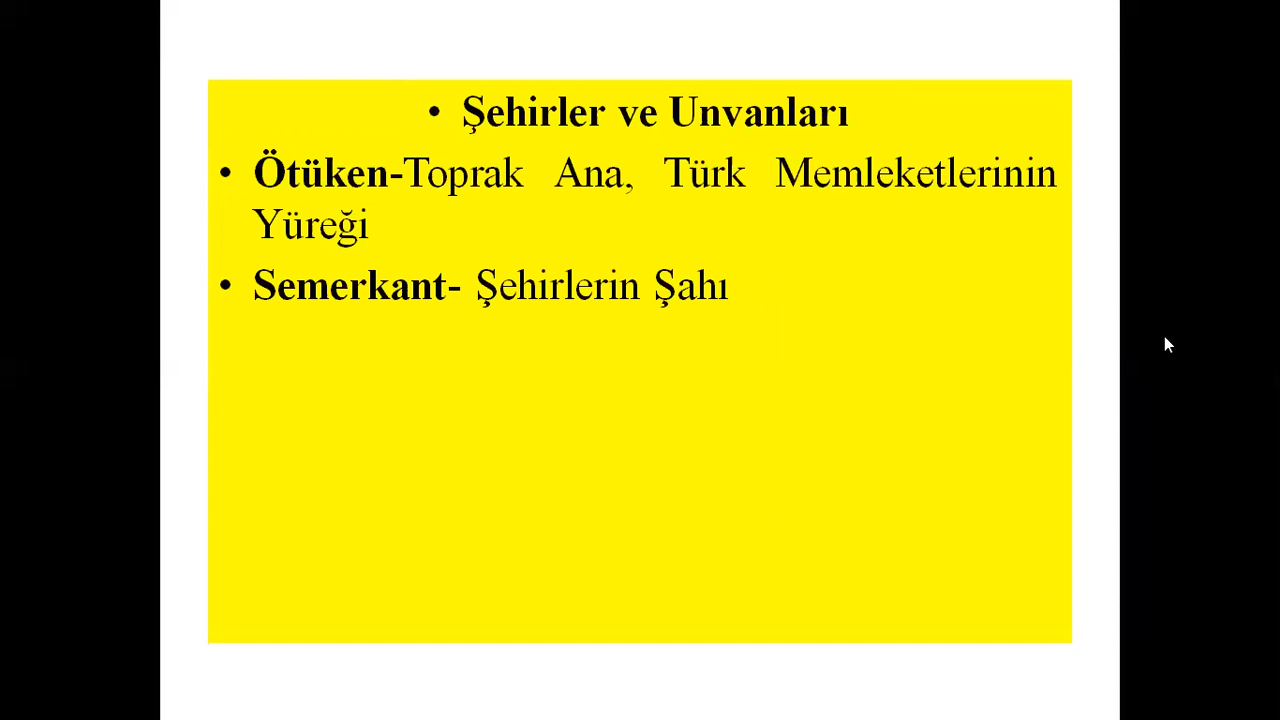 • Şehirler ve Unvanları
• Ötüken-Toprak Ana, Türk Memleketlerinin
Yüreği
• Semerkant- Şehirlerin Şahı